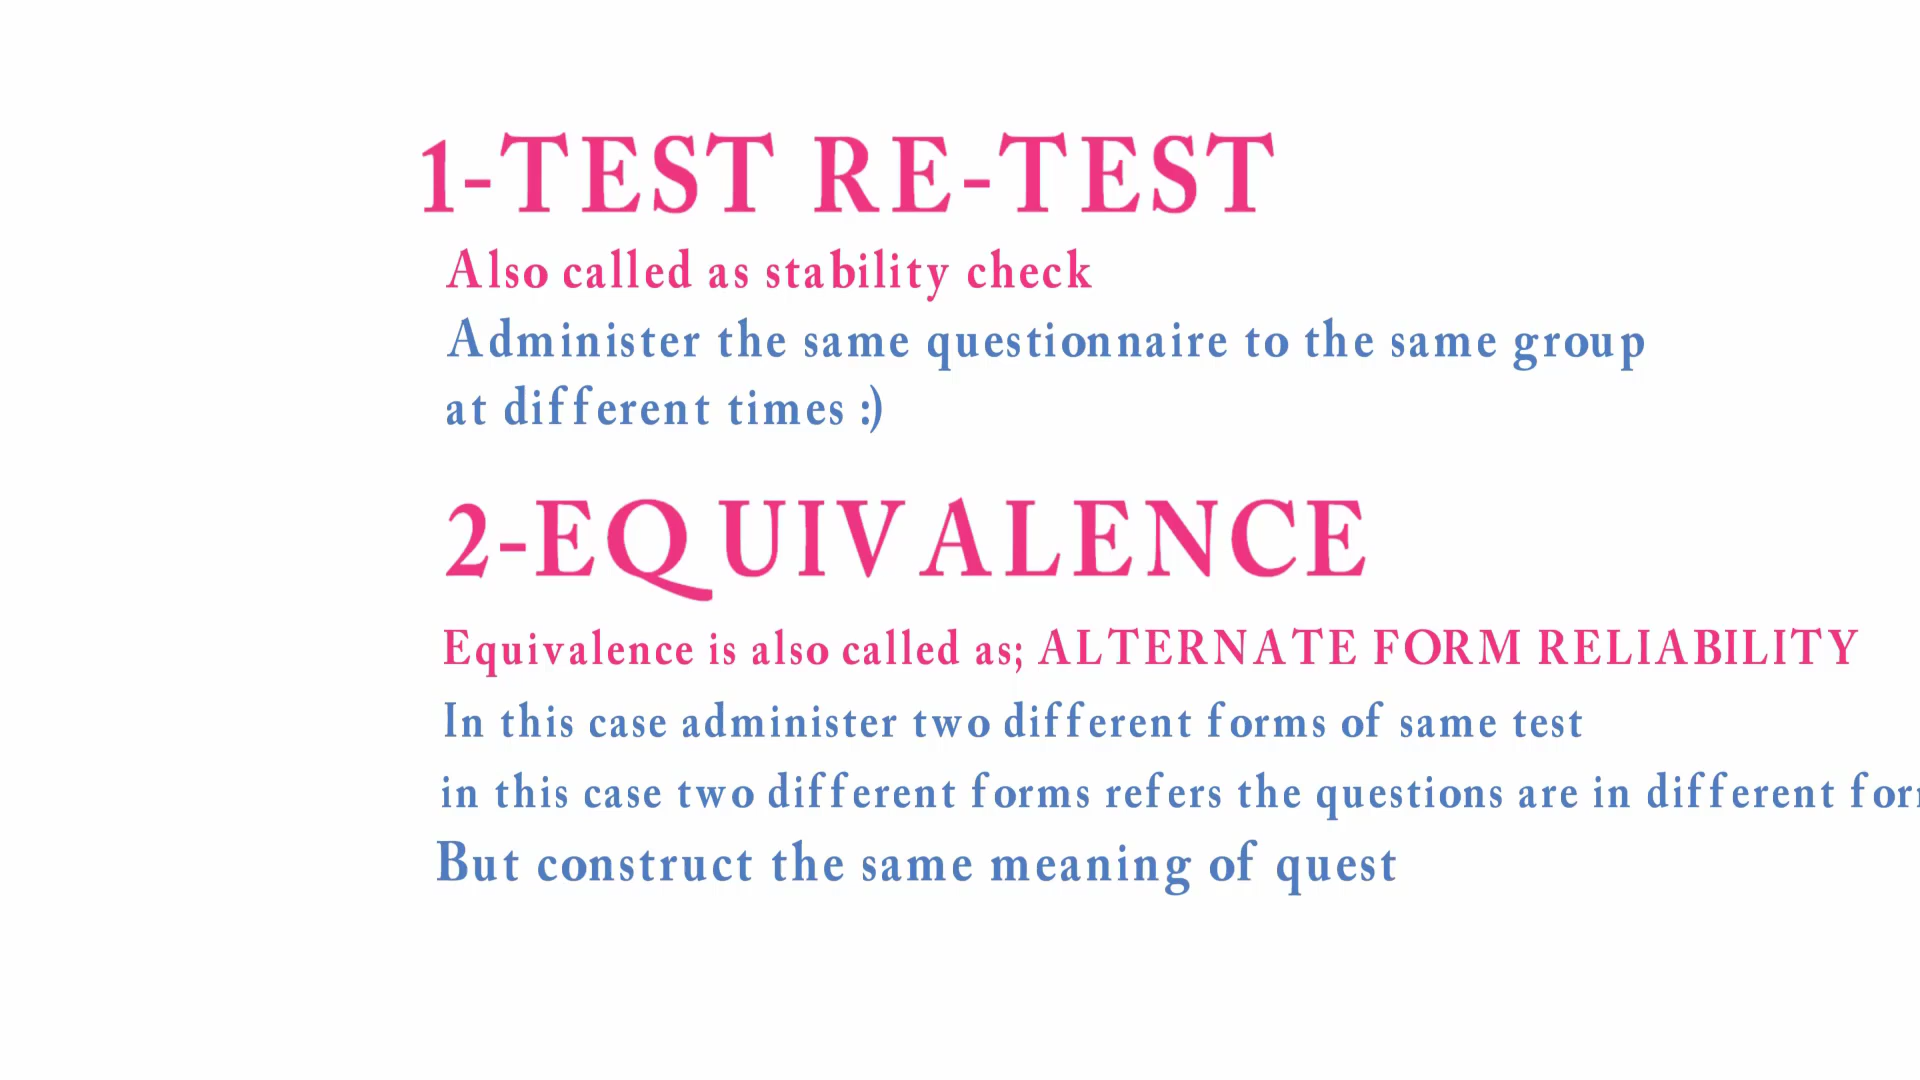 1-TEST RE-TEST
Also called as stability check
Administer the same questionnaire to the same group
at different times :)
2-EQUIVALENCE
Equivalence is also called as; ALTERNATE FORM RELIABILITY
In this case administer two different forms of same test
in this case two different forms refers the questions are in different
But construct the same meaning of quest